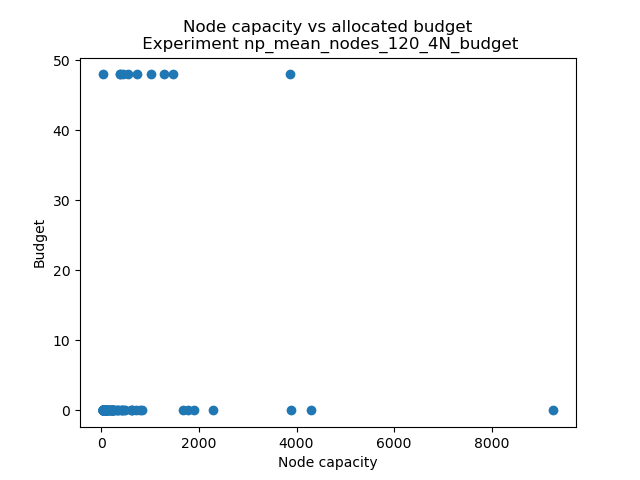 Node capacity vs allocated budget
Experiment np_mean_nodes_120_4N_budget
50
40
30
20
10
0
Budget
0 2000 4000 6000 8000
Node capacity